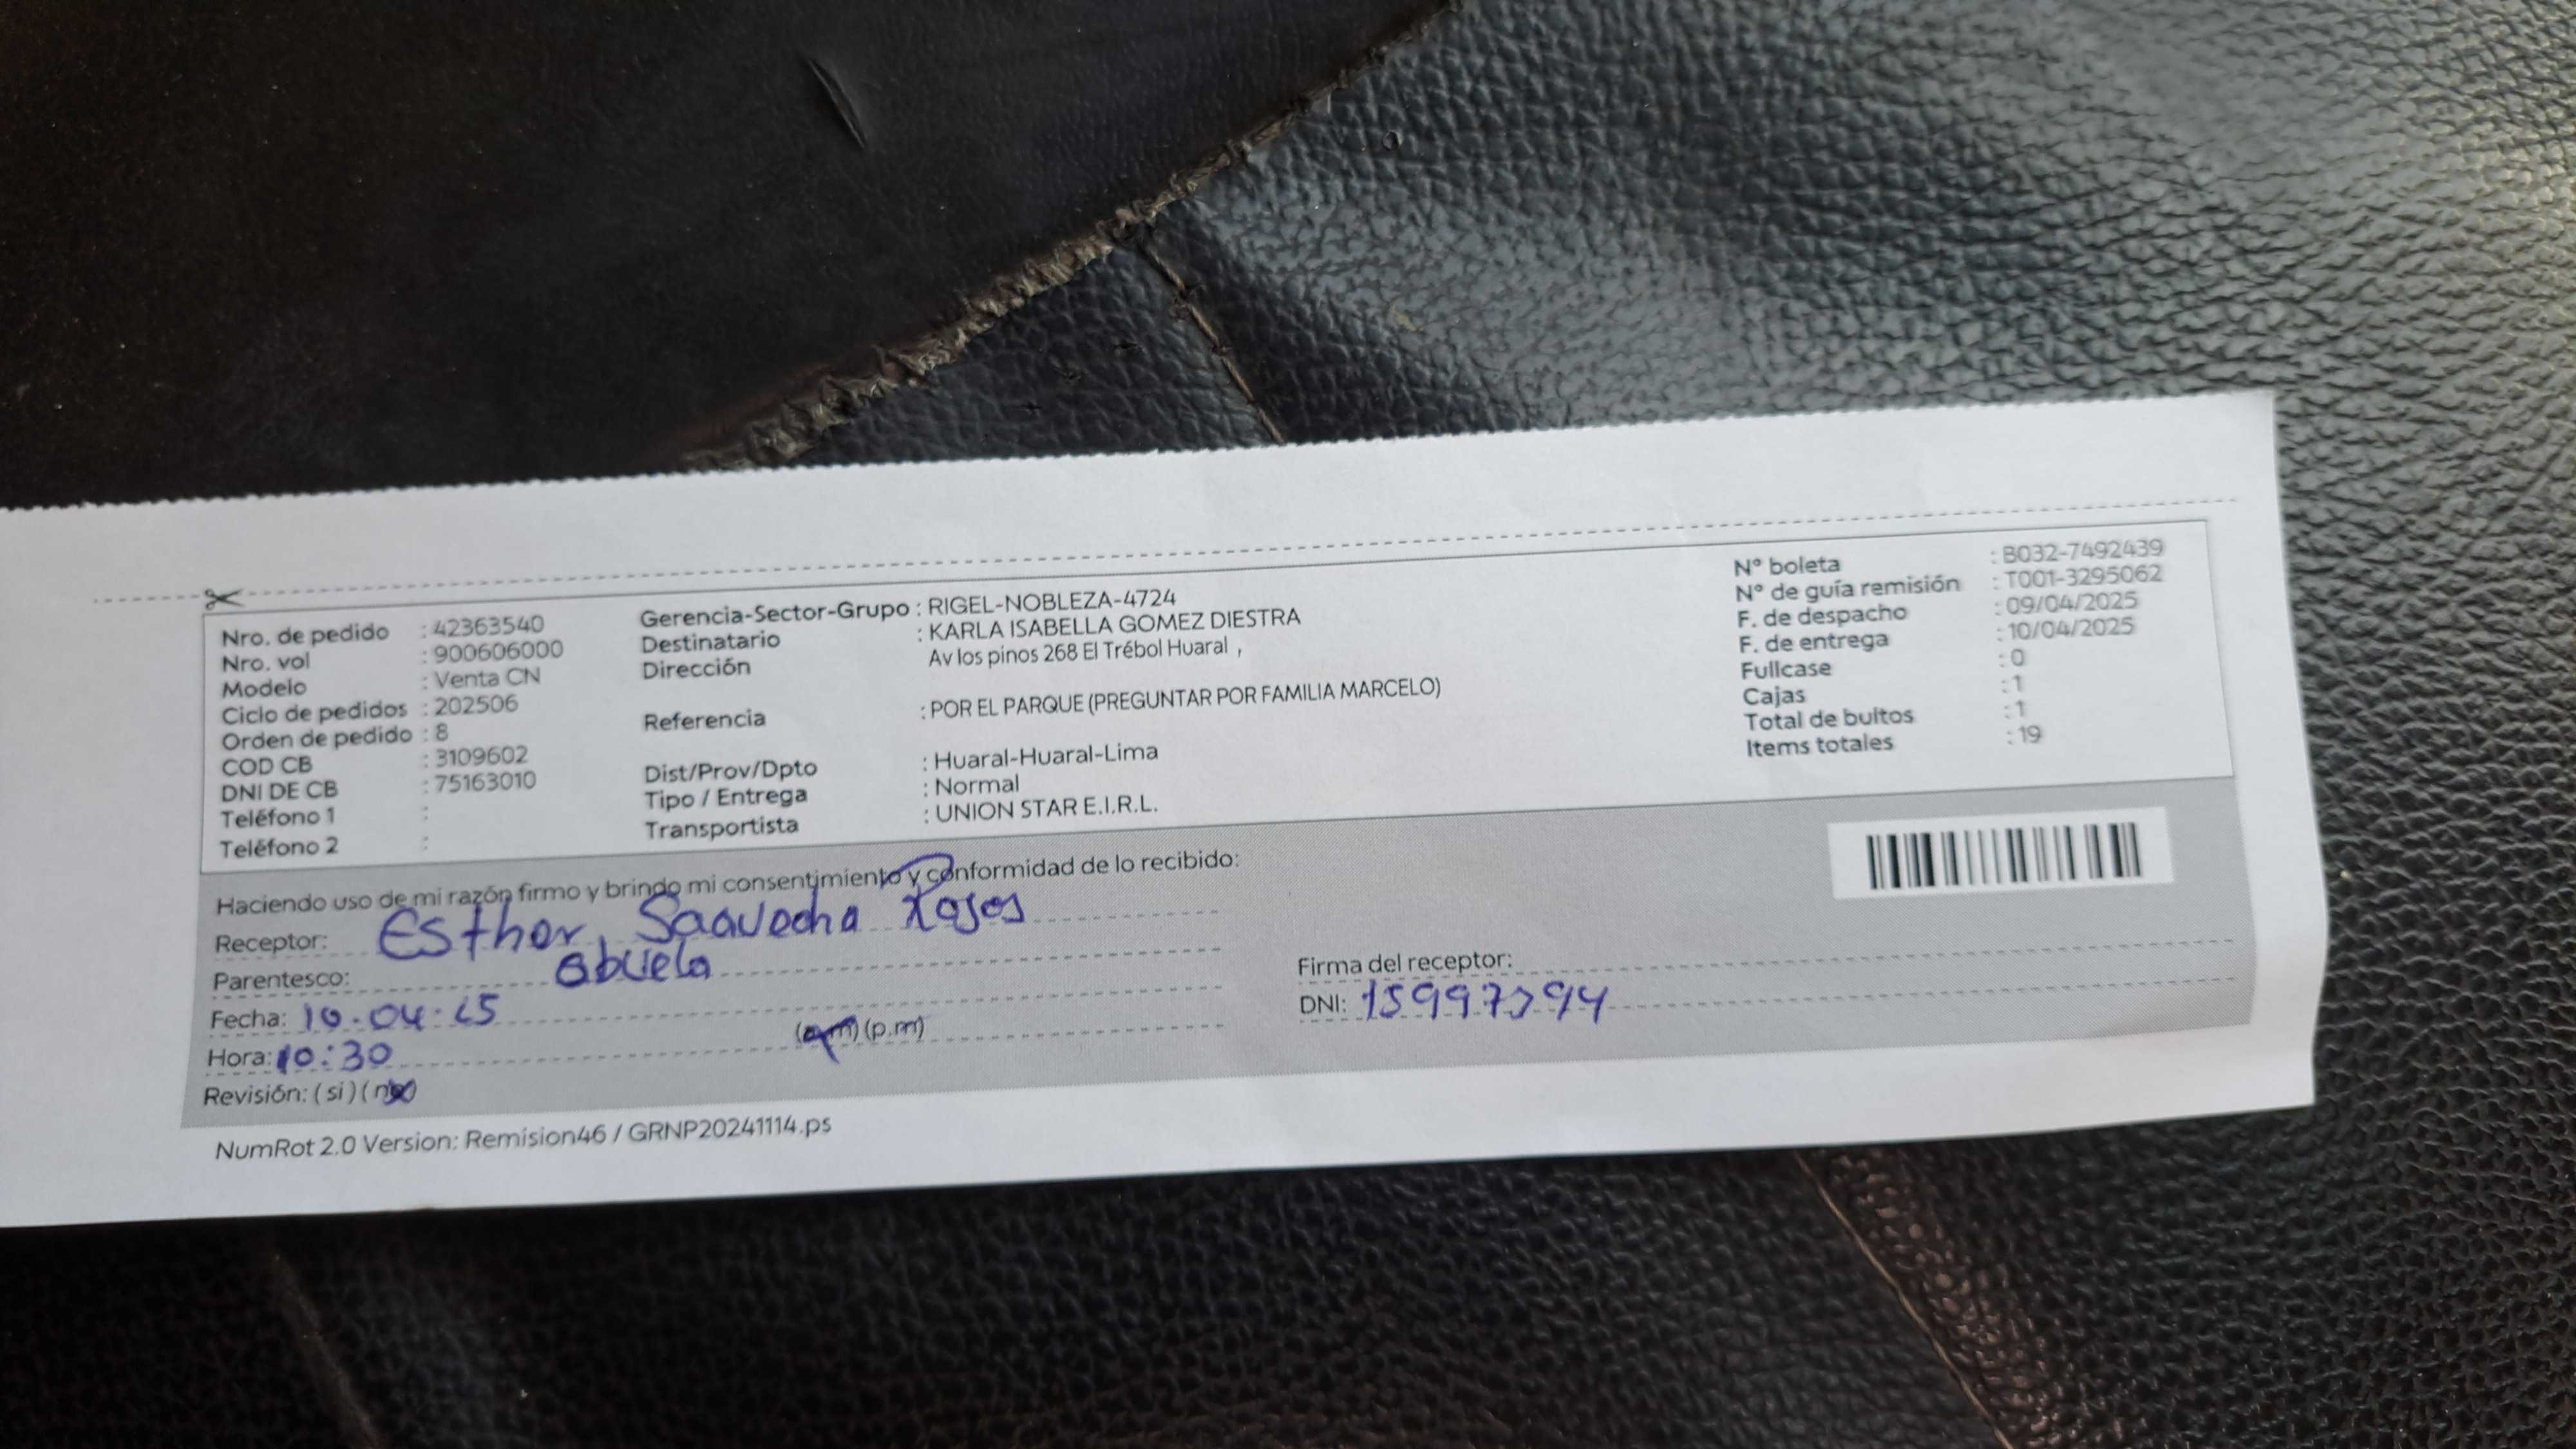 Nro. de pedido : 42363540
Nro. vol : 900606000
Modelo : Venta CN
Ciclo de pedidos : 202506
Orden de pedido : 8
COD CB : 3109602
DNI DE CB : 75163010
Teléfono 1 :
Teléfono 2 :
Gerencia-Sector-Grupo : RIGEL-NOBLEZA-4724
Destinatario : KARLA ISABELLA GOMEZ DIESTRA
Dirección Av los pinos 268 El Trébol Huaral ,
Referencia : POR EL PARQUE (PREGUNTAR POR FAMILIA MARCELO)
Dist/Prov/Dpto : Huaral-Huaral-Lima
Tipo / Entrega : Normal
Transportista : UNION STAR E.I.R.L.
N° boleta : B032-7492439
N° de guía remisión : T001-3295062
F. de despacho : 09/04/2025
F. de entrega : 10/04/2025
Fullcase : 0
Cajas : 1
Total de bultos : 1
Items totales : 19
Haciendo uso de mi razón firmo y brindo mi consentimiento y conformidad de lo recibido:
Receptor: Esther
Parentesco: abuela
Fecha: 10.04:25
Hora: 10:30 (a.m) (p.m)
Revisión: ( si ) ( no )
Firma del receptor:
DNI: 15997794
NumRot 2.0 Version: Remision46 / GRNP20241114.ps